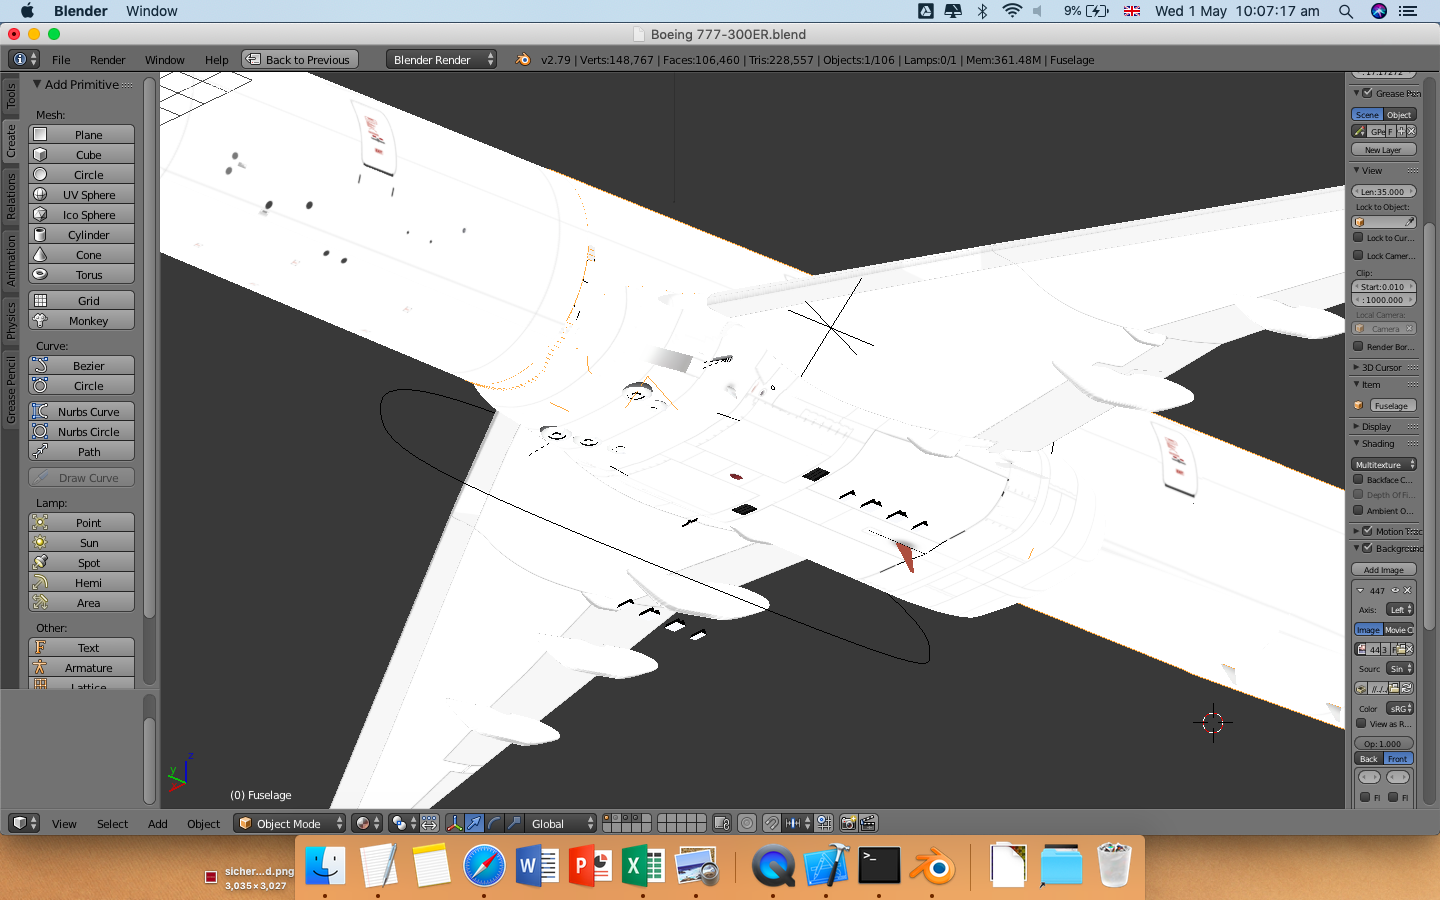 Blender Window
9% Wed 1 May 10:07:17 am
Boeing 777-300ER.blend
File Render Window Help Back to Previous Blender Render v2.79 | Verts:148,767 | Faces:106,460 | Tris:228,557 | Objects:1/106 | Lamps:0/1 | Mem:361.48M | Fuselage
Tools
Create
Relations
Animation
Physics
Grease Pencil
Add Primitive
Mesh:
Plane
Cube
Circle
UV Sphere
Ico Sphere
Cylinder
Cone
Torus
Grid
Monkey
Curve:
Bezier
Circle
Nurbs Curve
Nurbs Circle
Path
Draw Curve
Lamp:
Point
Sun
Spot
Hemi
Area
Other:
Text
Armature
Lattice
y
z
(0) Fuselage
Grease Pen
Scene Object
GPe F
New Layer
View
Len:35.000
Lock to Object:
Lock to Cur...
Lock Camer...
Clip:
Start:0.010
: 1000.000
Local Camera:
Camera
Render Bor...
3D Cursor
Item
Fuselage
Display
Shading
Multitexture
Backface C...
Depth Of Fi...
Ambient O...
Motion Trac
Background
Add Image
447
Axis: Left
Image Movie Cl
44 3 F
Sourc Sin
//./
Color sRG
View as R...
Op: 1.000
Back Front
Fl Fl
View Select Add Object Object Mode Global
sicher...d.png
3,035×3,027